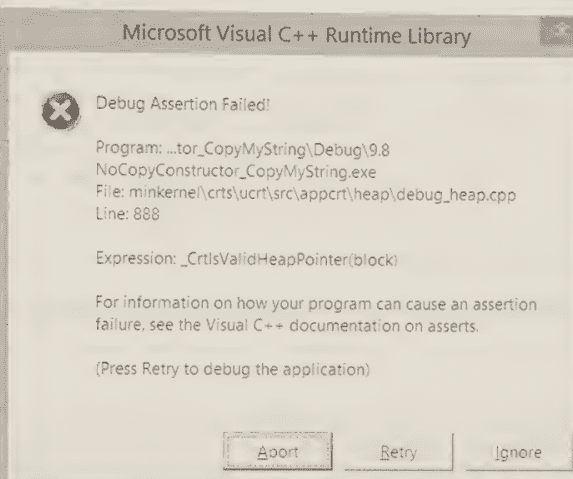 Microsoft Visual C++ Runtime Library
Debug Assertion Failed!
Program: ...tor_CopyMyString\Debug\9.8
NoCopyConstructor_CopyMyString.exe
File: minkernel\crts\ucrt\src\appcrt\heap\debug_heap.cpp
Line: 888
Expression: _CrtIsValidHeapPointer(block)
For information on how your program can cause an assertion
failure, see the Visual C++ documentation on asserts.
(Press Retry to debug the application)
Abort Retry Ignore